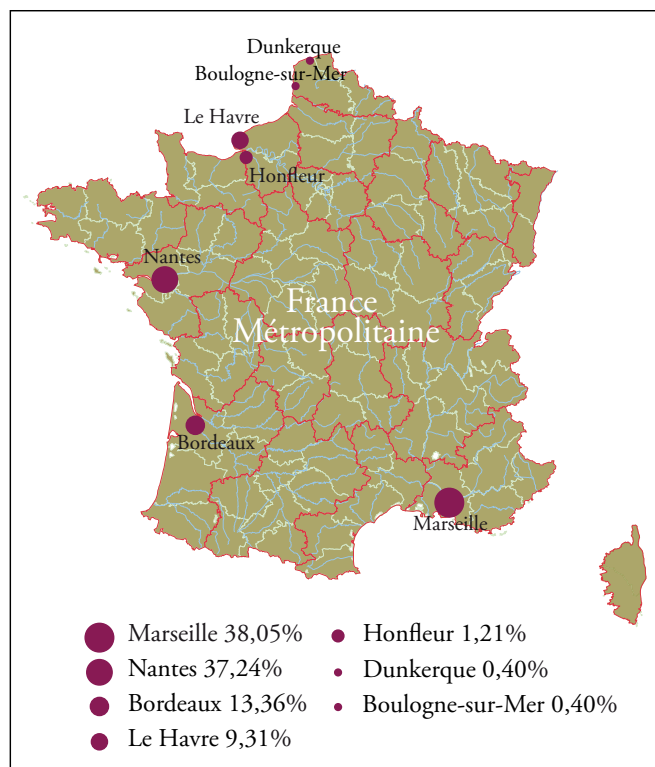 Dunkerque
Boulogne-sur-Mer
Le Havre
Honfleur
Nantes
France
Métropolitaine
Bordeaux
Marseille
Marseille 38,05%
Nantes 37,24%
Bordeaux 13,36%
Le Havre 9,31%
Honfleur 1,21%
Dunkerque 0,40%
Boulogne-sur-Mer 0,40%